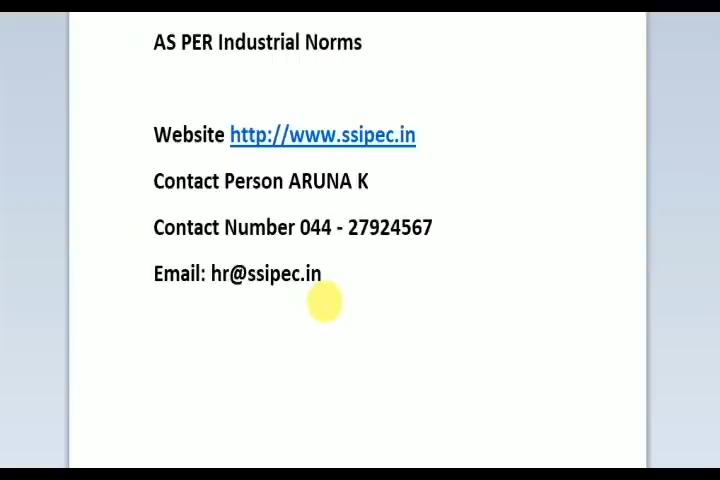 AS PER Industrial Norms
Website http://www.ssipec.in
Contact Person ARUNA K
Contact Number 044 - 27924567
Email: hr@ssipec.in